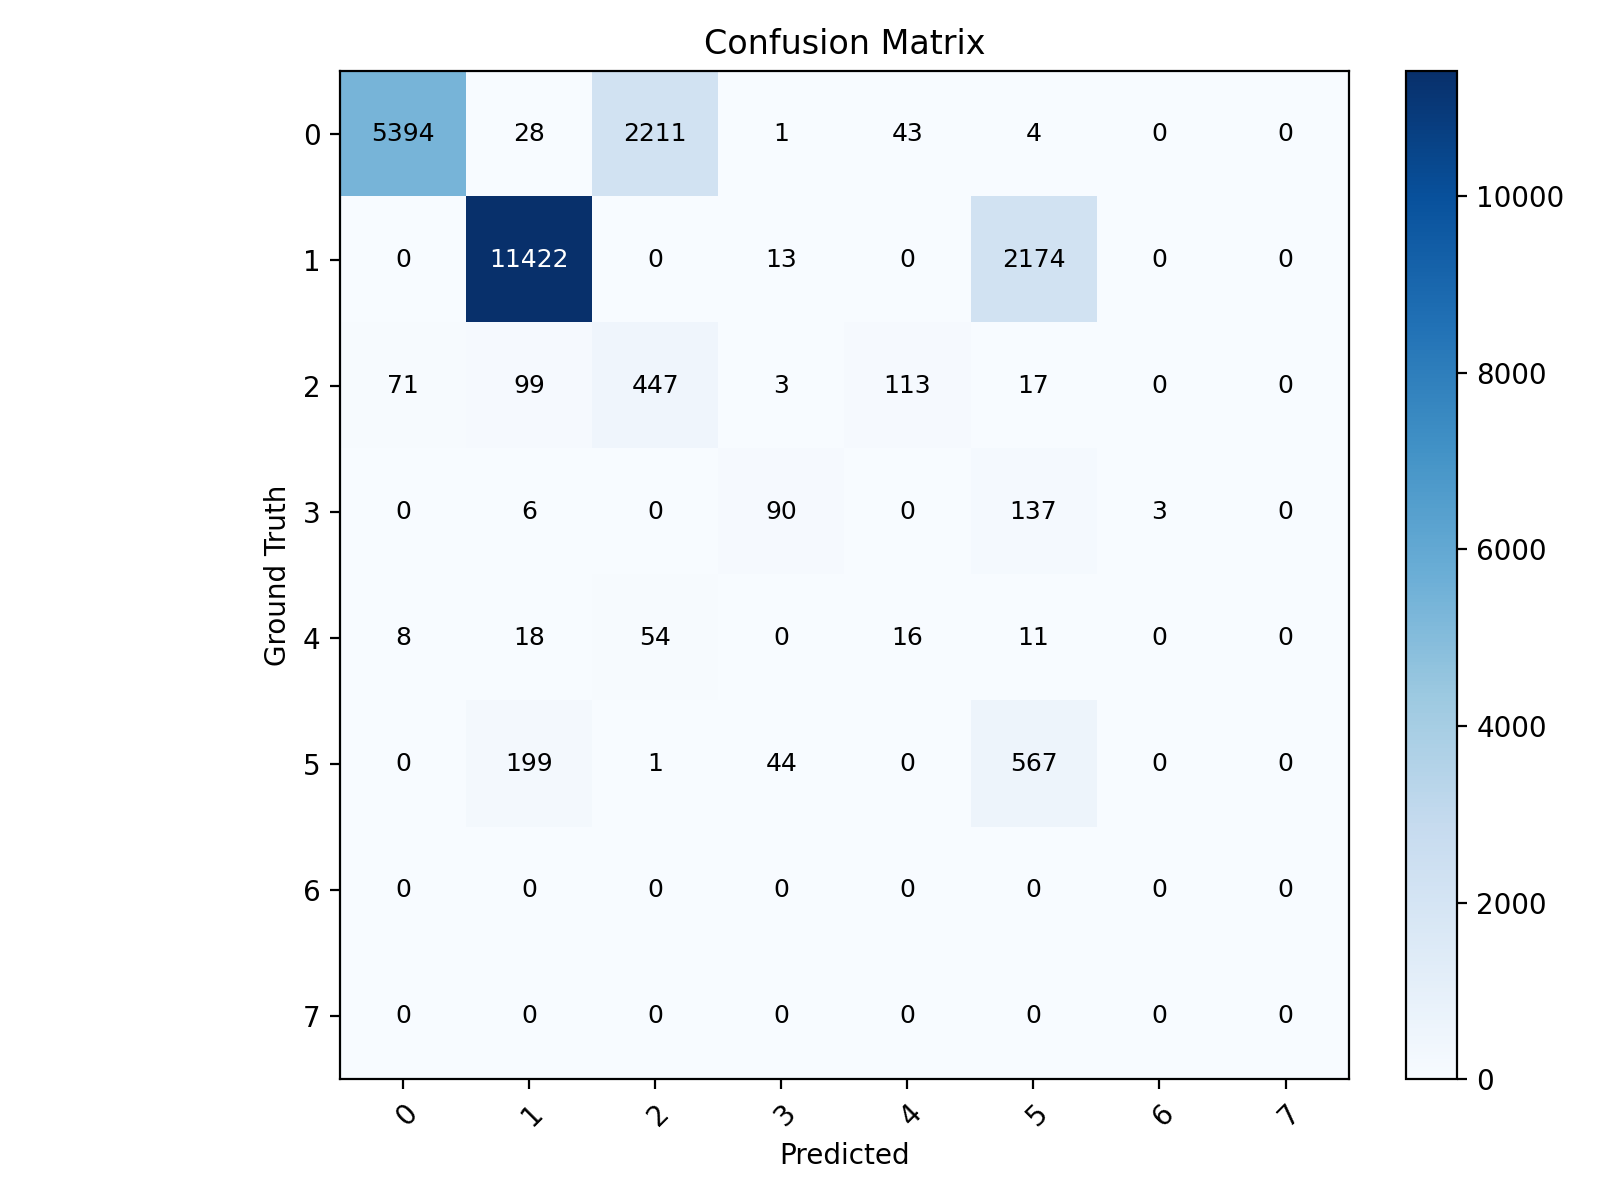 Confusion Matrix
0 5394 28 2211 1 43 4 0 0
1 0 11422 0 13 0 2174 0 0
2 71 99 447 3 113 17 0 0
3 0 6 0 90 0 137 3 0
4 8 18 54 0 16 11 0 0
5 0 199 1 44 0 567 0 0
6 0 0 0 0 0 0 0 0
7 0 0 0 0 0 0 0 0
0 1 2 3 4 5 6 7
Predicted
Ground Truth
10000
8000
6000
4000
2000
0